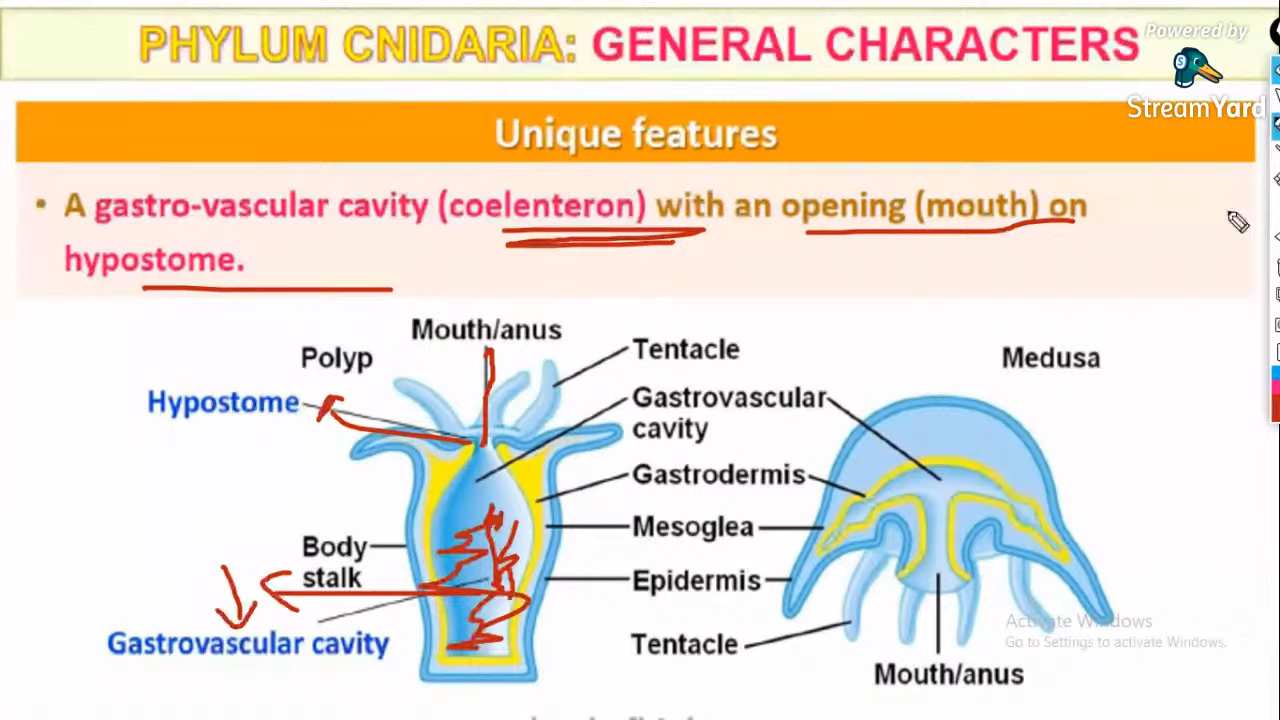 PHYLUM CNIDARIA: GENERAL CHARACTERS
Powered by
StreamYard
Unique features
• A gastro-vascular cavity (coelenteron) with an opening (mouth) on
hypostome.
Mouth/anus
Polyp
Tentacle
Medusa
Hypostome
Gastrovascular
cavity
Gastrodermis
Mesoglea
Body
stalk
Epidermis
Gastrovascular cavity
Tentacle
Mouth/anus
Activate Windows
Go to Settings to activate Windows.